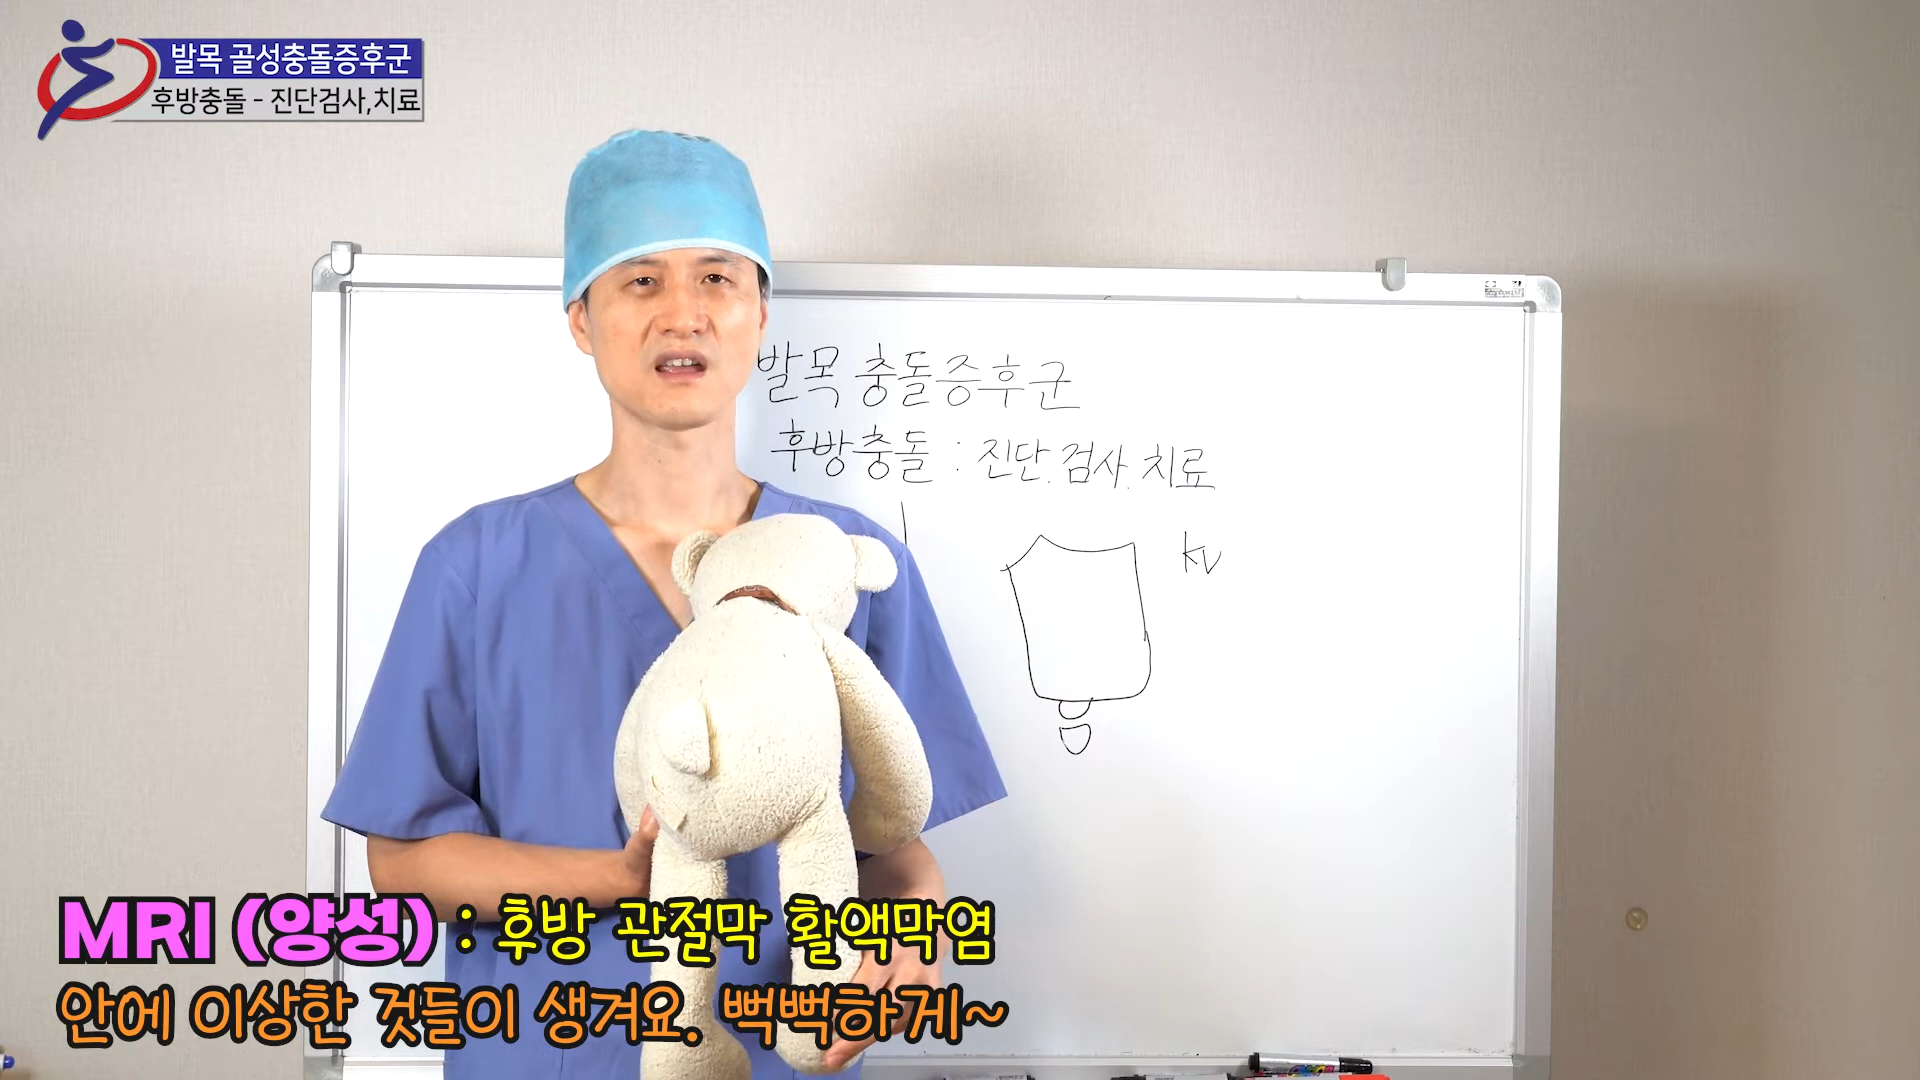 발목 골성충돌증후군
후방충돌 - 진단검사,치료
발목 충돌증후군
후방충돌 : 진단.검사.치료
MRI (양성) : 후방 관절막 활액막염
안에 이상한 것들이 생겨요. 뻑뻑하게~